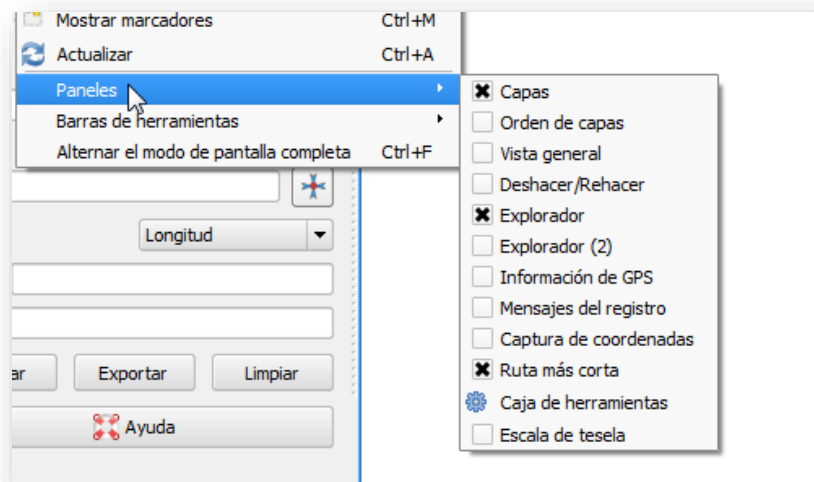 Mostrar marcadores Ctrl+M
Actualizar Ctrl+A
Paneles
Barras de herramientas
Alternar el modo de pantalla completa Ctrl+F
Capas
Orden de capas
Vista general
Deshacer/Rehacer
Explorador
Explorador (2)
Información de GPS
Mensajes del registro
Captura de coordenadas
Ruta más corta
Caja de herramientas
Escala de tesela
Longitud
ar Exportar Limpiar
Ayuda